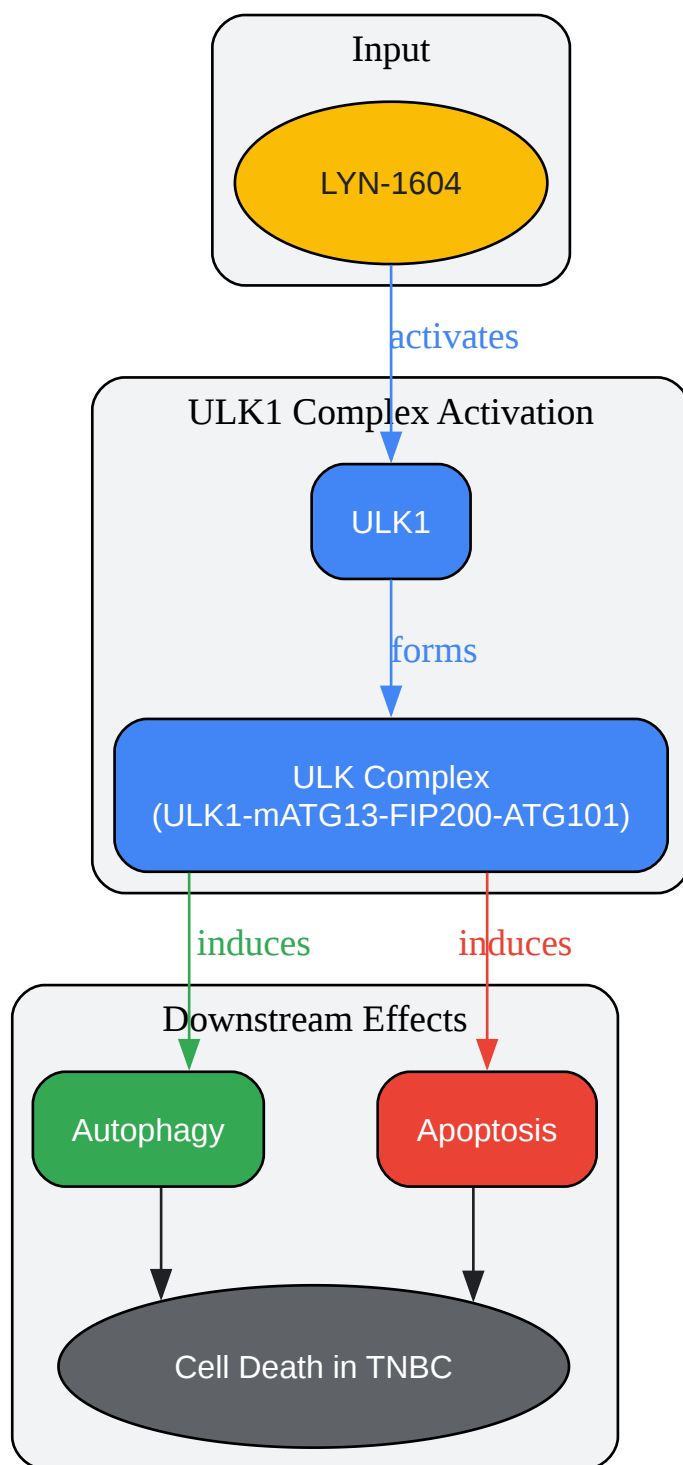 Input
LYN-1604
activates
ULK1 Complex Activation
ULK1
forms
ULK Complex
(ULK1-mATG13-FIP200-ATG101)
induces
induces
Downstream Effects
Autophagy
Apoptosis
Cell Death in TNBC